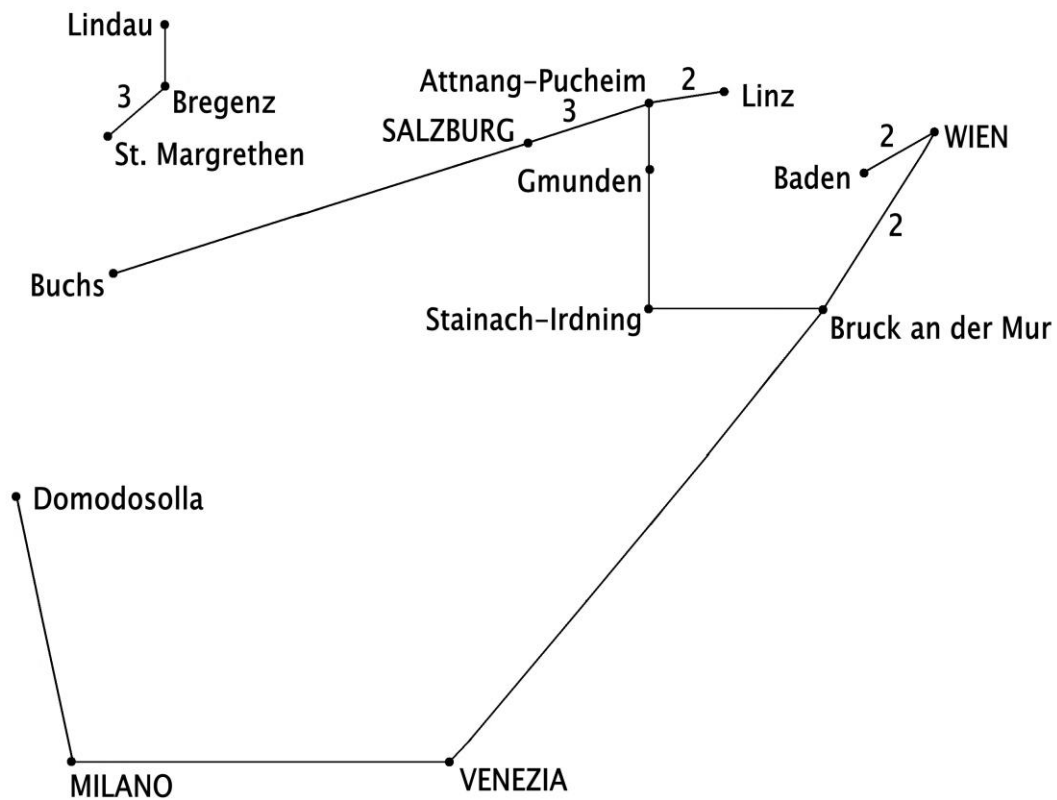 Lindau
3
Bregenz
St. Margrethen
Attnang-Pucheim
2
Linz
3
SALZBURG
Gmunden
2
WIEN
Baden
2
Buchs
Stainach-Irdning
Bruck an der Mur
Domodosolla
MILANO
VENEZIA